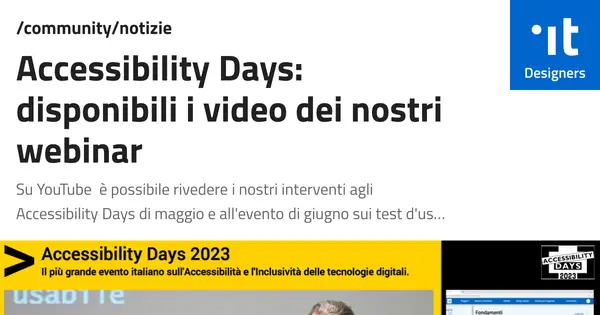 /community/notizie
·it
Designers
Accessibility Days:
disponibili i video dei nostri
webinar
Su YouTube è possibile rivedere i nostri interventi agli
Accessibility Days di maggio e all'evento di giugno sui test d'us...
Accessibility Days 2023
Il più grande evento italiano sull'Accessibilità e l'Inclusività delle tecnologie digitali.
ACCESSIBILITY
DAYS
2023
usabile
Fondamenti